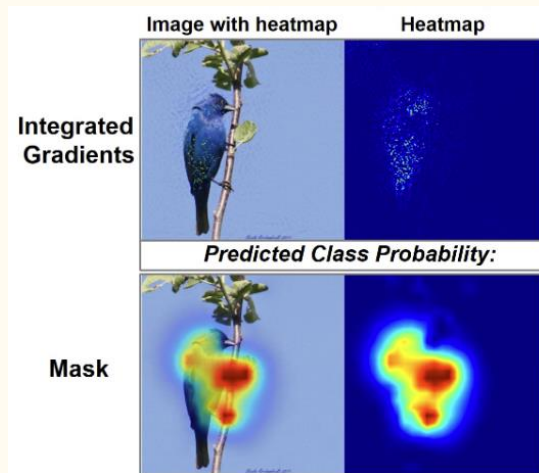 Image with heatmap Heatmap
Integrated
Gradients
Predicted Class Probability:
Mask